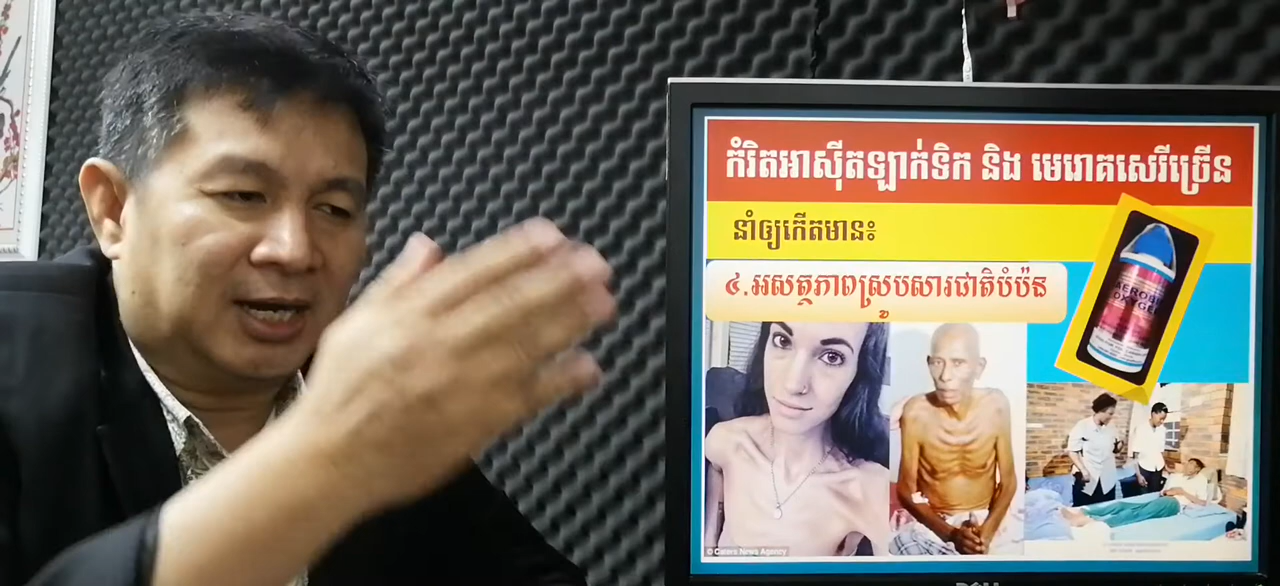 កំរិតអាស៊ីតឡាក់ទិក និង មេរោគសេរីច្រើន
នាំឲ្យកើតមាន៖
៤.អសត្ថភាពស្រូបសារជាតិបំប៉ន
AEROBIC
OXYGEN
© Caters News Agency
DELL